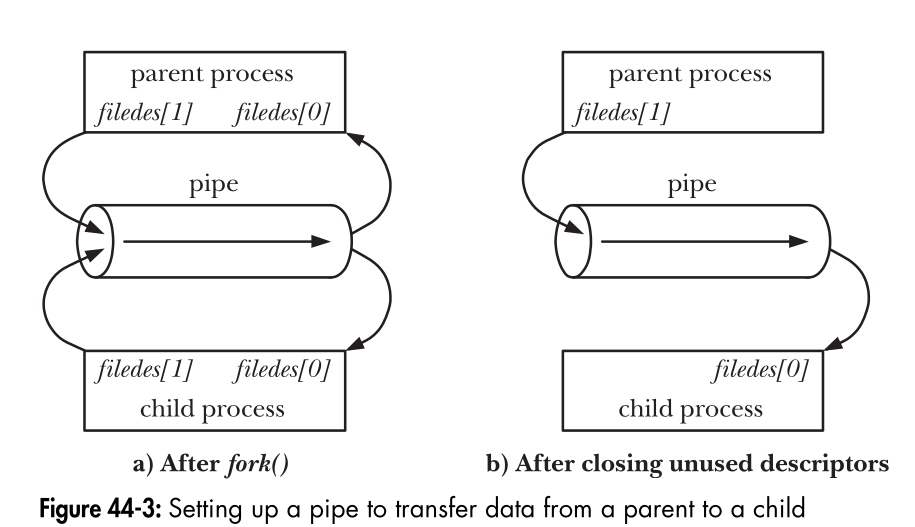 parent process
filedes[1] filedes[0]
pipe
filedes[1] filedes[0]
child process
a) After fork()
parent process
filedes[1]
pipe
filedes[0]
child process
b) After closing unused descriptors
Figure 44-3: Setting up a pipe to transfer data from a parent to a child